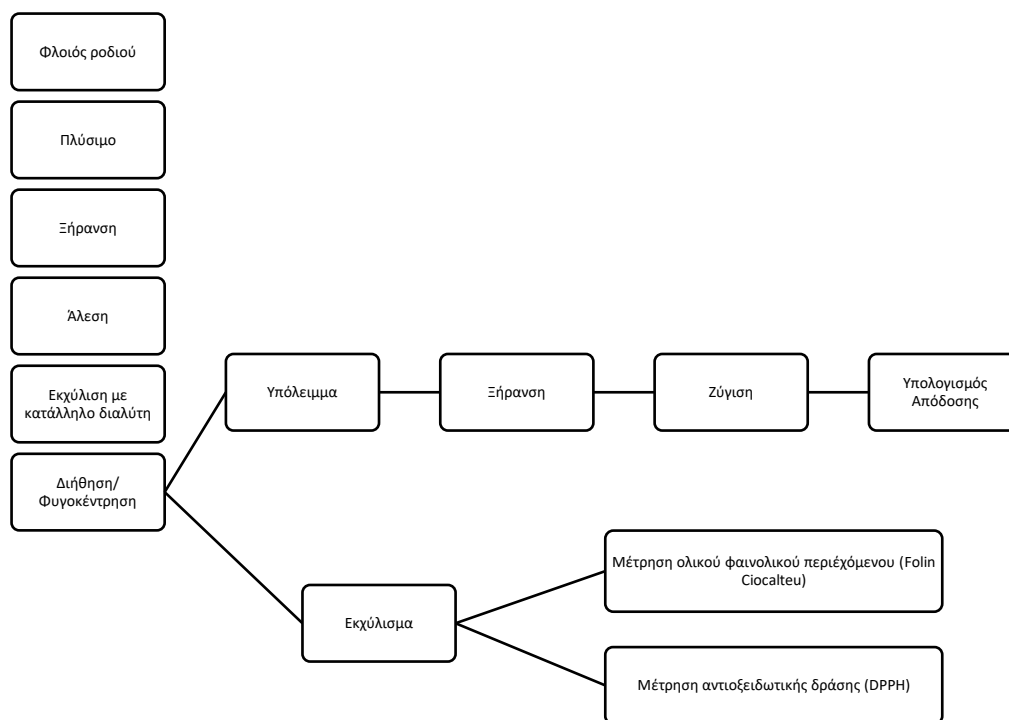 Φλοιός ροδιού
Πλύσιμο
Ξήρανση
Άλεση
Εκχύλιση με
κατάλληλο διαλύτη
Διήθηση/
Φυγοκέντρηση
Υπόλειμμα
Ξήρανση
Ζύγιση
Υπολογισμός
Απόδοσης
Εκχύλισμα
Μέτρηση ολικού φαινολικού περιέχόμενου (Folin
Ciocalteu)
Μέτρηση αντιοξειδωτικής δράσης (DPPH)